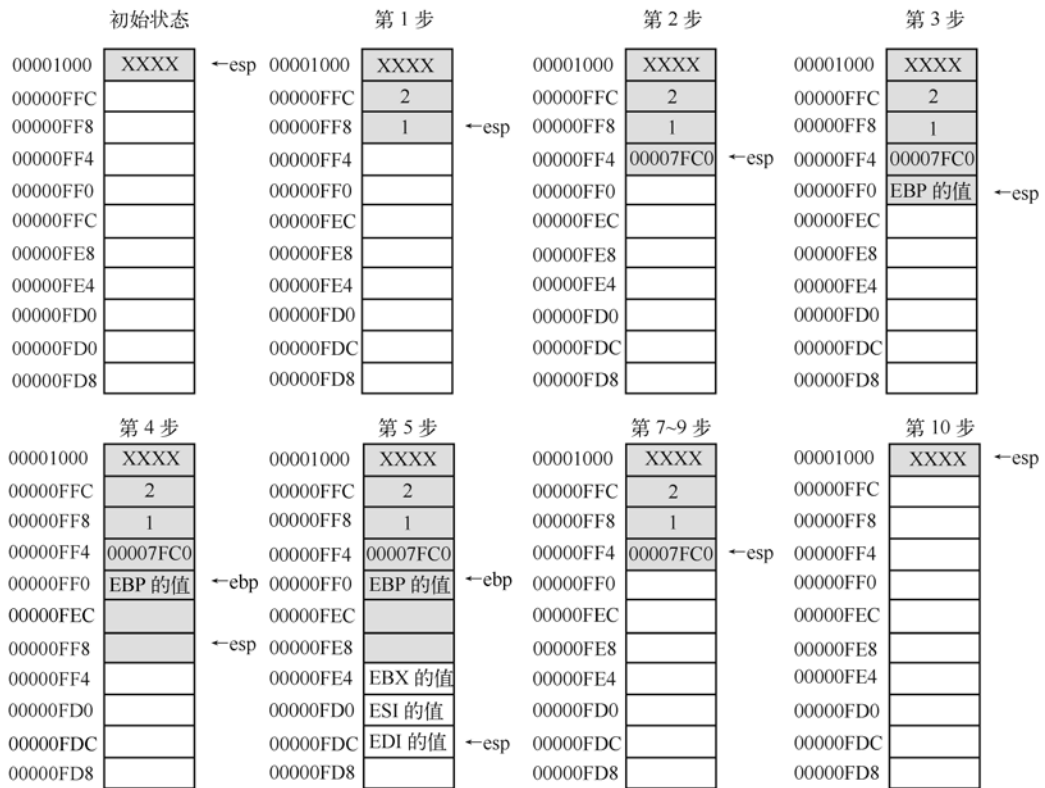 初始状态 第 1 步 第 2 步 第 3 步
00001000 XXXX ←esp 00001000 XXXX 00001000 XXXX 00001000 XXXX
00000FFC 00000FFC 2 00000FFC 2 00000FFC 2
00000FF8 00000FF8 1 ←esp 00000FF8 1 00000FF8 1
00000FF4 00000FF4 00000FF4 00007FC0 ←esp 00000FF4 00007FC0
00000FF0 00000FF0 00000FF0 00000FF0 EBP 的值 ←esp
00000FFC 00000FEC 00000FEC 00000FEC
00000FE8 00000FE8 00000FE8 00000FE8
00000FE4 00000FE4 00000FE4 00000FE4
00000FD0 00000FD0 00000FD0 00000FD0
00000FD0 00000FDC 00000FDC 00000FDC
00000FD8 00000FD8 00000FD8 00000FD8
第 4 步 第 5 步 第 7~9 步 第 10 步
00001000 XXXX 00001000 XXXX 00001000 XXXX 00001000 XXXX ←esp
00000FFC 2 00000FFC 2 00000FFC 2 00000FFC
00000FF8 1 00000FF8 1 00000FF8 1 00000FF8
00000FF4 00007FC0 00000FF4 00007FC0 00000FF4 00007FC0 ←esp 00000FF4
00000FF0 EBP 的值 ←ebp 00000FF0 EBP 的值 ←ebp 00000FF0 00000FF0
00000FEC 00000FEC 00000FEC 00000FEC
00000FF8 ←esp 00000FE8 00000FE8 00000FE8
00000FF4 00000FE4 EBX 的值 00000FE4 00000FE4
00000FD0 00000FD0 ESI 的值 00000FD0 00000FD0
00000FDC 00000FDC EDI 的值 ←esp 00000FDC 00000FDC
00000FD8 00000FD8 00000FD8 00000FD8